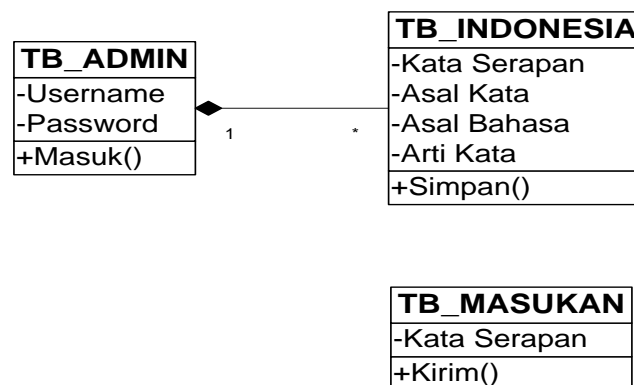 TB_ADMIN
-Username
-Password
+Masuk()
1
*
TB_INDONESIA
-Kata Serapan
-Asal Kata
-Asal Bahasa
-Arti Kata
+Simpan()
TB_MASUKAN
-Kata Serapan
+Kirim()